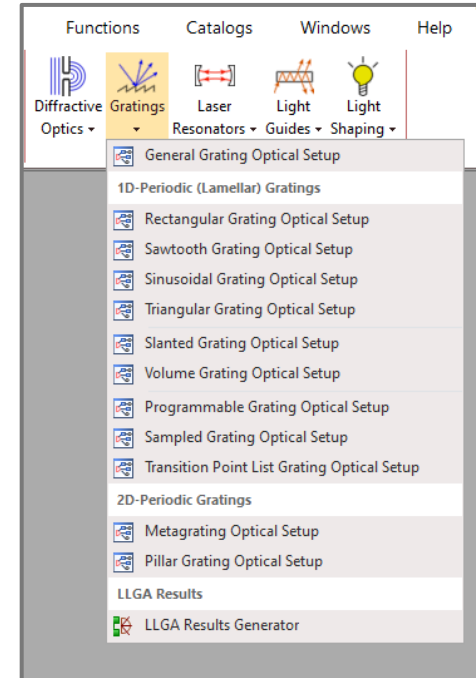 Functions Catalogs Windows Help
Diffractive Gratings Laser Light Light
Optics Resonators Guides Shaping
General Grating Optical Setup
1D-Periodic (Lamellar) Gratings
Rectangular Grating Optical Setup
Sawtooth Grating Optical Setup
Sinusoidal Grating Optical Setup
Triangular Grating Optical Setup
Slanted Grating Optical Setup
Volume Grating Optical Setup
Programmable Grating Optical Setup
Sampled Grating Optical Setup
Transition Point List Grating Optical Setup
2D-Periodic Gratings
Metagrating Optical Setup
Pillar Grating Optical Setup
LLGA Results
LLGA Results Generator